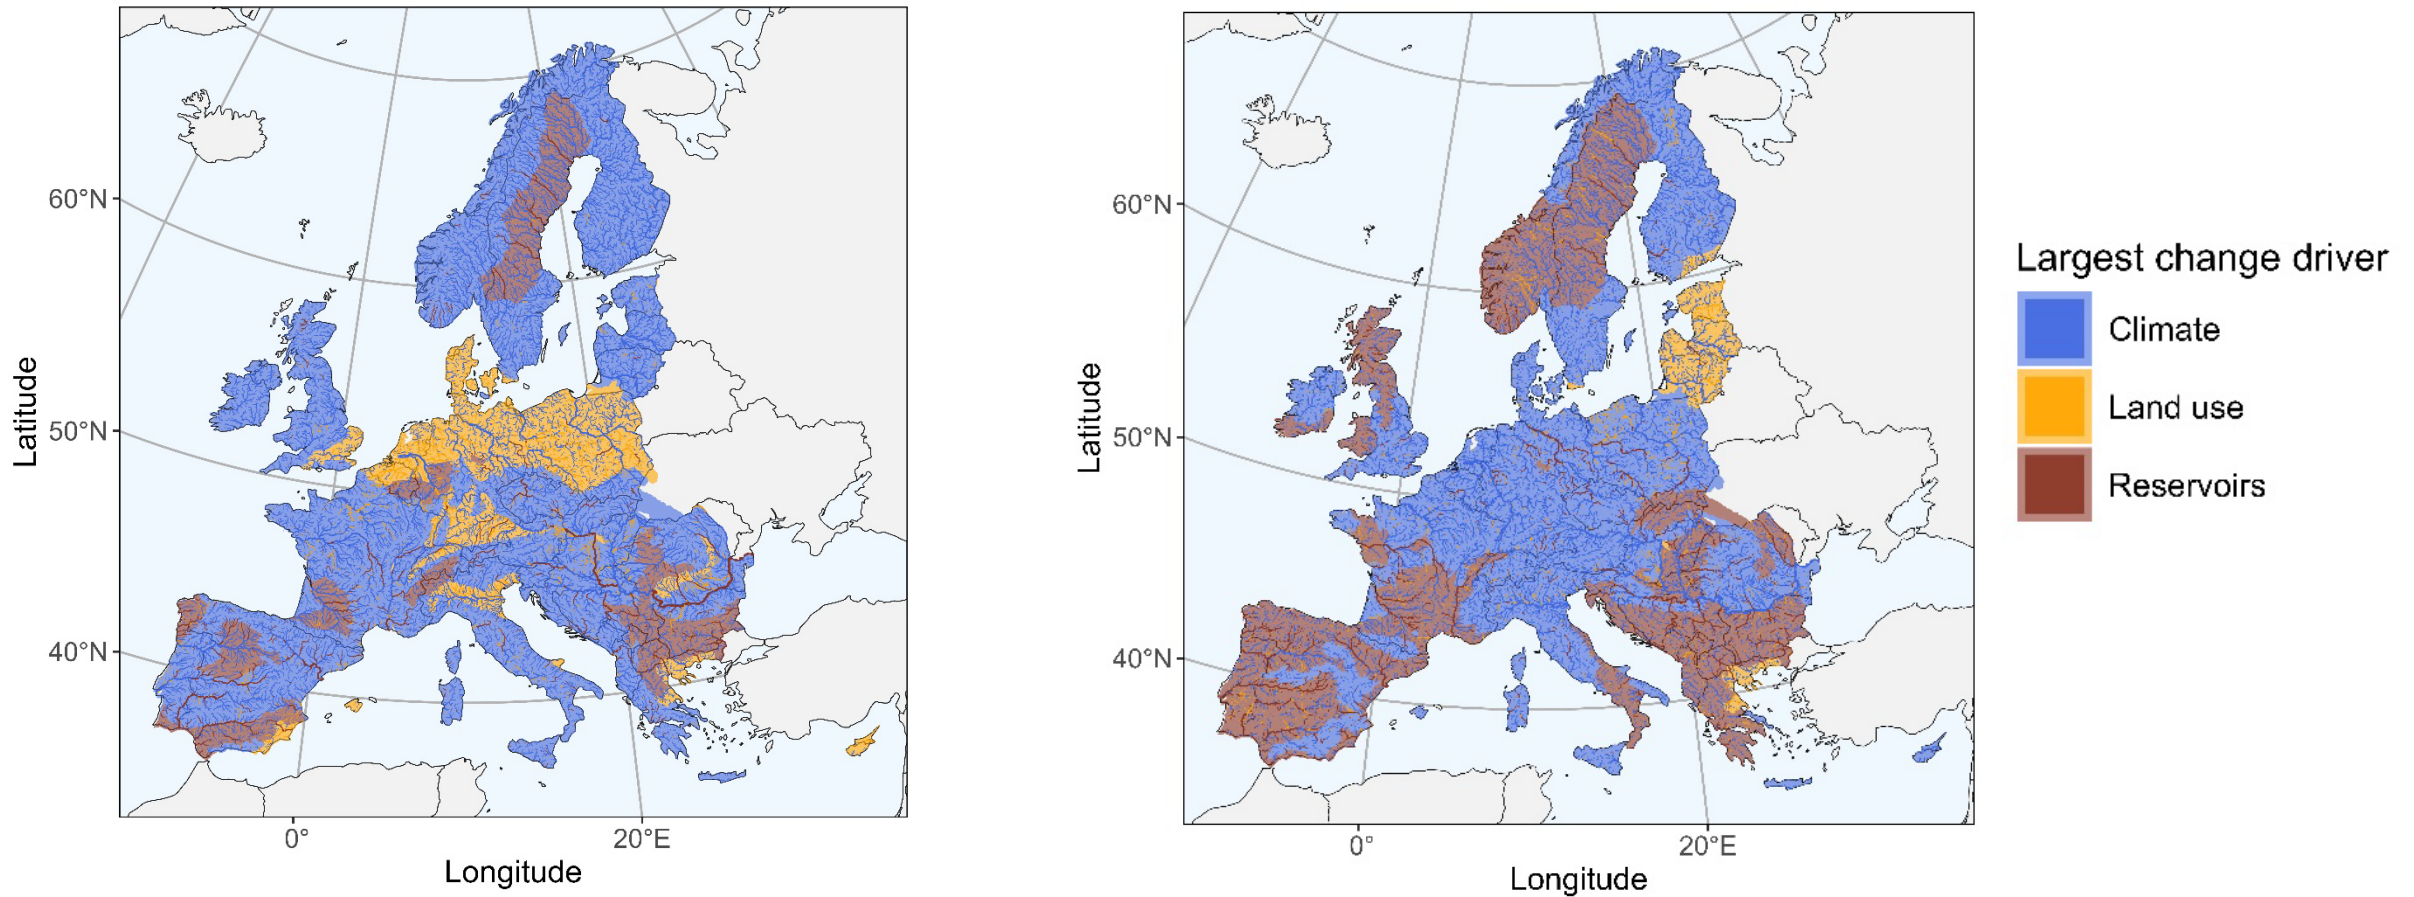 60°N
50°N
40°N
Latitude
0°
20°E
Longitude
60°N
50°N
40°N
Latitude
0°
20°E
Longitude
Largest change driver
Climate
Land use
Reservoirs